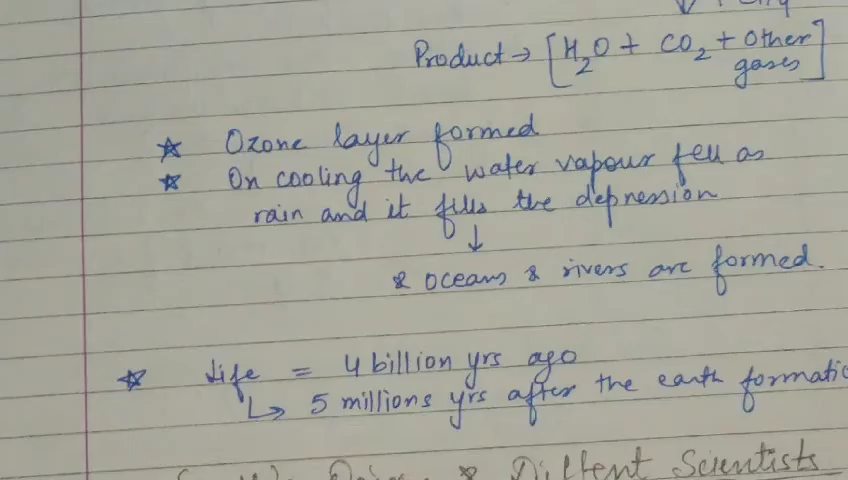 Product → [H₂O + CO₂ + Other
gases]
☆ Ozone layer formed
☆ On cooling the water vapour fell as
rain and it fills the depression
↓
& oceans & rivers are formed.
☆ Life = 4 billion yrs ago
↳ 5 millions yrs after the earth formatio
Scientists